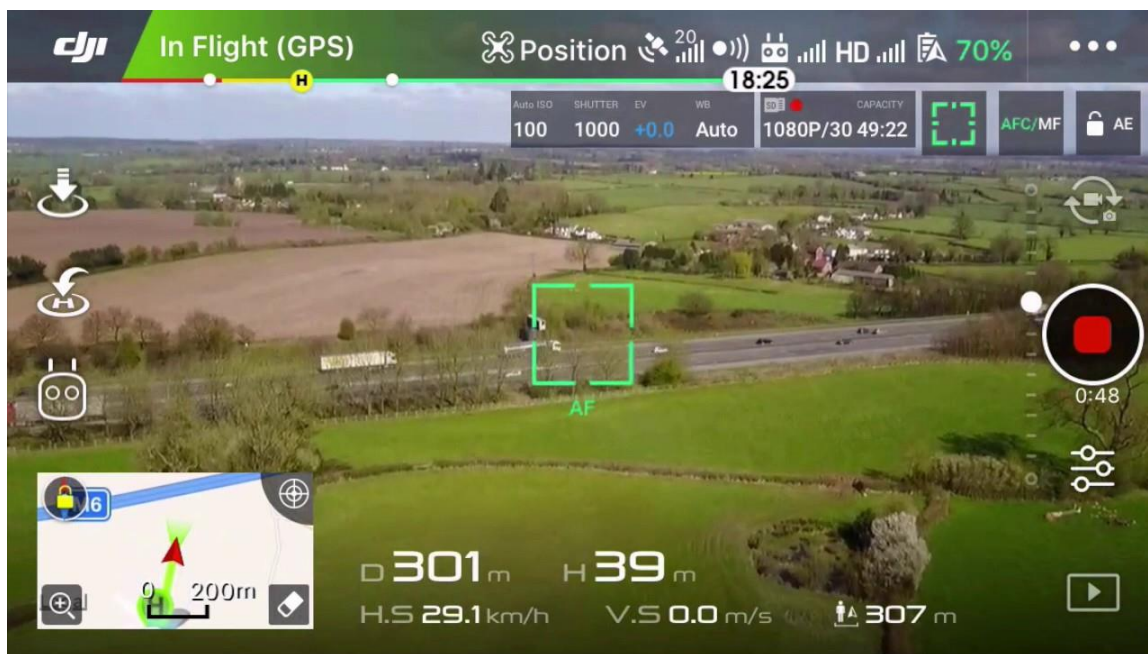 dji In Flight (GPS) Position 20 HD 70%
H 18:25
Auto ISO SHUTTER EV WB SD CAPACITY
100 1000 +0.0 Auto 1080P/30 49:22 AFC/MF AE
H
AF
0:48
M6
D 301 m H 39 m
0 200m
H
H.S 29.1 km/h V.S 0.0 m/s 307 m